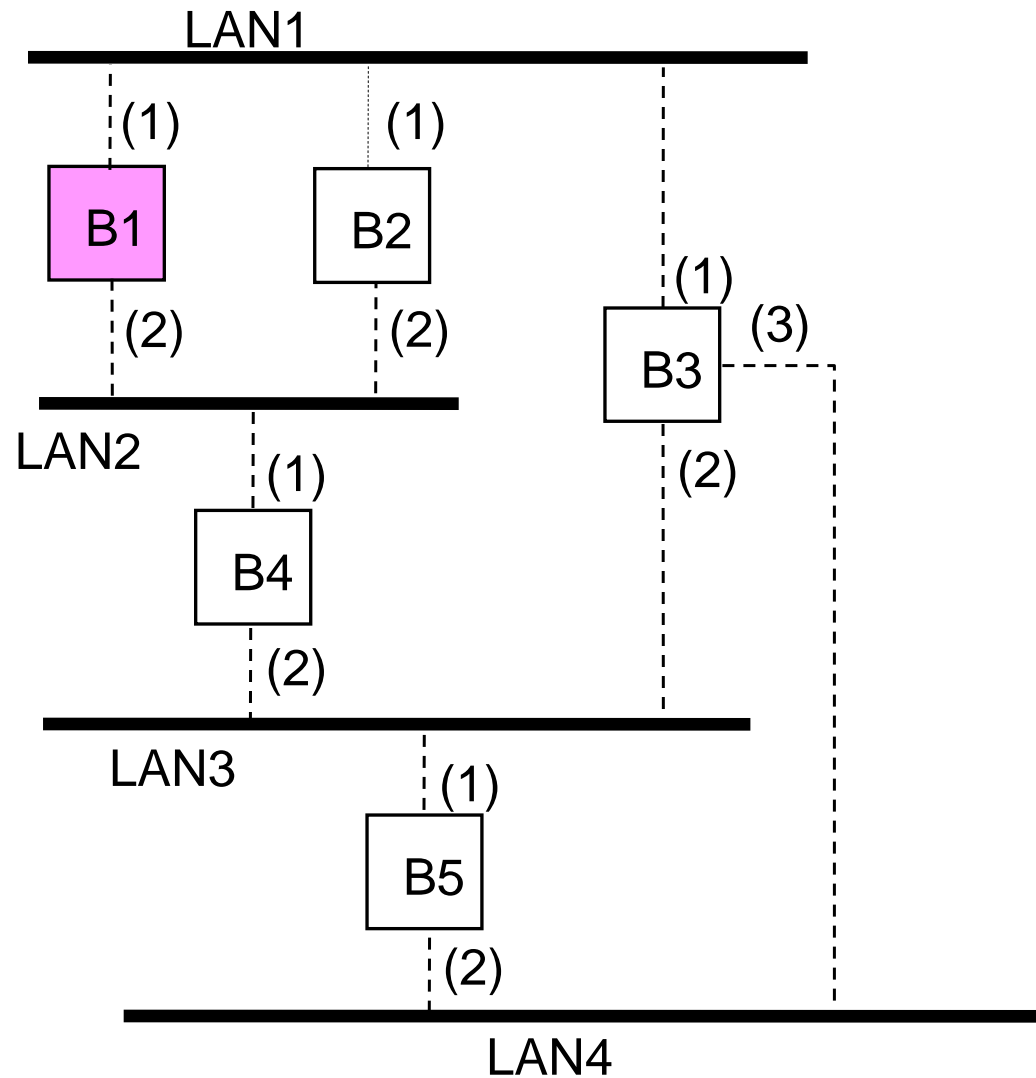 LAN1
(1) (1)
B1 B2
(1)
(2) (2) (3)
B3
LAN2
(1) (2)
B4
(2)
LAN3
(1)
B5
(2)
LAN4